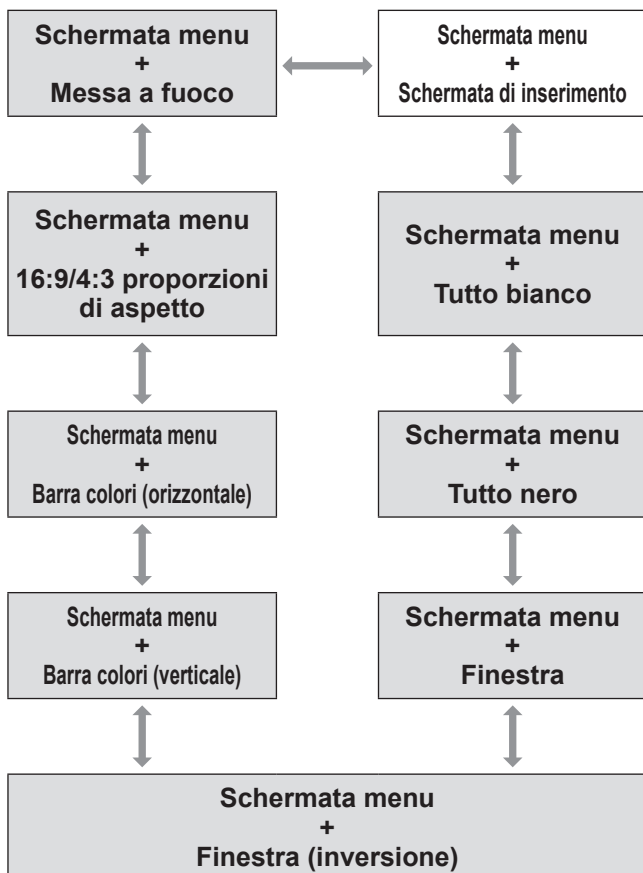 Schermata menu
+
Messa a fuoco
Schermata menu
+
Schermata di inserimento
Schermata menu
+
16:9/4:3 proporzioni
di aspetto
Schermata menu
+
Tutto bianco
Schermata menu
+
Barra colori (orizzontale)
Schermata menu
+
Tutto nero
Schermata menu
+
Barra colori (verticale)
Schermata menu
+
Finestra
Schermata menu
+
Finestra (inversione)